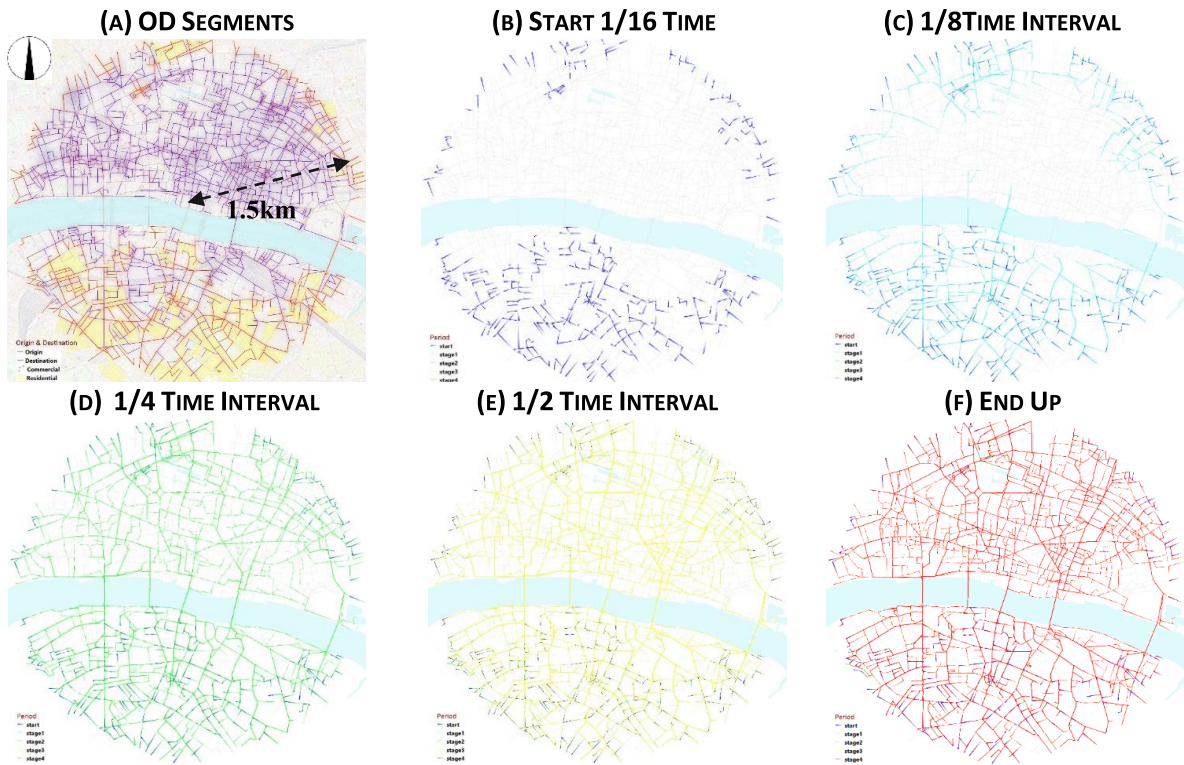 (A) OD SEGMENTS
(B) START 1/16 TIME
(C) 1/8TIME INTERVAL
1.5km
Origin & Destination
Origin
Destination
Commercial
Residential
Period
start
stage1
stage2
stage3
stage4
Period
start
stage1
stage2
stage3
stage4
(D) 1/4 TIME INTERVAL
(E) 1/2 TIME INTERVAL
(F) END UP
Period
start
stage1
stage2
stage3
stage4
Period
start
stage1
stage2
stage3
stage4
Period
start
stage1
stage2
stage3
stage4